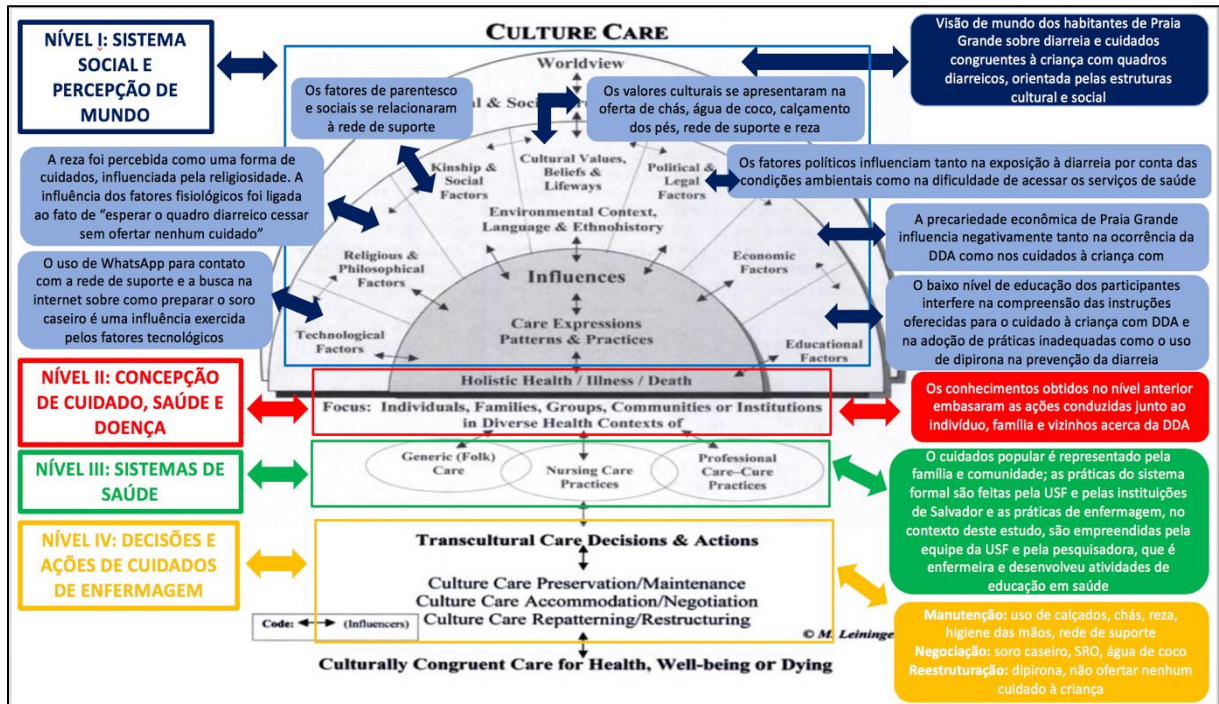 CULTURE CARE
NÍVEL I: SISTEMA
SOCIAL E
PERCEPÇÃO DE
MUNDO
Worldview
Visão de mundo dos habitantes de Praia
Grande sobre diarreia e cuidados
congruentes à criança com quadros
diarreicos, orientada pelas estruturas
cultural e social
Os fatores de parentesco
e sociais se relacionaram
à rede de suporte
& Soci
Os valores culturais se apresentaram na
oferta de chás, água de coco, calçamento
dos pés, rede de suporte e reza
A reza foi percebida como uma forma de
cuidados, influenciada pela religiosidade. A
influência dos fatores fisiológicos foi ligada
ao fato de “esperar o quadro diarreico cessar
sem ofertar nenhum cuidado”
Kinship &
Social
Factors
Cultural Values,
Beliefs &
Lifeways
Political &
Legal
Factors
Os fatores políticos influenciam tanto na exposição à diarreia por conta das
condições ambientais como na dificuldade de acessar os serviços de saúde
Environmental Context,
Language & Ethnohistory
A precariedade econômica de Praia Grande
influencia negativamente tanto na ocorrência da
DDA como nos cuidados à criança com
O uso de WhatsApp para contato
com a rede de suporte e a busca na
internet sobre como preparar o soro
caseiro é uma influência exercida
pelos fatores tecnológicos
Religious &
Philosophical
Factors
Influences
Economic
Factors
Technological
Factors
Care Expressions
Patterns & Practices
Educational
Factors
O baixo nível de educação dos participantes
interfere na compreensão das instruções
oferecidas para o cuidado à criança com DDA e
na adoção de práticas inadequadas como o uso
de dipirona na prevenção da diarreia
Holistic Health / Illness / Death
NÍVEL II: CONCEPÇÃO
DE CUIDADO, SAÚDE E
DOENÇA
Focus: Individuals, Families, Groups, Communities or Institutions
in Diverse Health Contexts of
Os conhecimentos obtidos no nível anterior
embasaram as ações conduzidas junto ao
indivíduo, família e vizinhos acerca da DDA
NÍVEL III: SISTEMAS DE
SAÚDE
Generic (Folk)
Care
Nursing Care
Practices
Professional
Care–Cure
Practices
O cuidados popular é representado pela
família e comunidade; as práticas do sistema
formal são feitas pela USF e pelas instituições
de Salvador e as práticas de enfermagem, no
contexto deste estudo, são empreendidas pela
equipe da USF e pela pesquisadora, que é
enfermeira e desenvolveu atividades de
educação em saúde
NÍVEL IV: DECISÕES E
AÇÕES DE CUIDADOS
DE ENFERMAGEM
Transcultural Care Decisions & Actions
Culture Care Preservation/Maintenance
Culture Care Accommodation/Negotiation
Culture Care Repatterning/Restructuring
Code: (Influencers)
© M. Leininge
Culturally Congruent Care for Health, Well-being or Dying
Manutenção: uso de calçados, chás, reza,
higiene das mãos, rede de suporte
Negociação: soro caseiro, SRO, água de coco
Reestruturação: dipirona, não ofertar nenhum
cuidado à criança